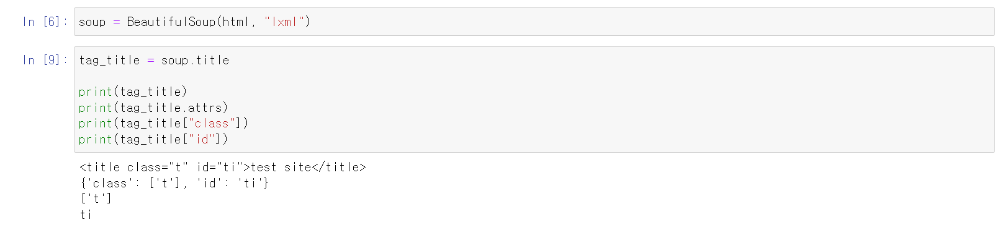 In [6]: soup = BeautifulSoup(html, "lxml")
In [9]: tag_title = soup.title
print(tag_title)
print(tag_title.attrs)
print(tag_title["class"])
print(tag_title["id"])
<title class="t" id="ti">test site</title>
{'class': ['t'], 'id': 'ti'}
['t']
ti